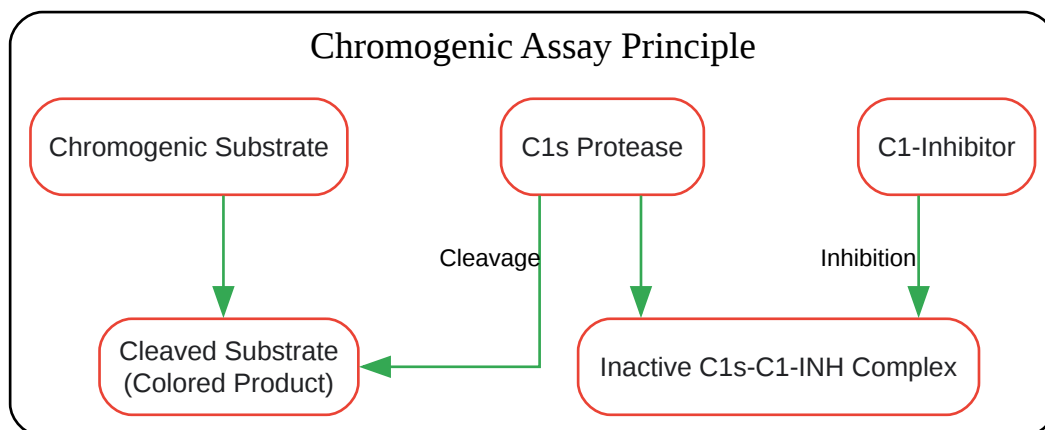 Chromogenic Assay Principle
Chromogenic Substrate
C1s Protease
C1-Inhibitor
Cleavage
Inhibition
Cleaved Substrate
(Colored Product)
Inactive C1s-C1-INH Complex